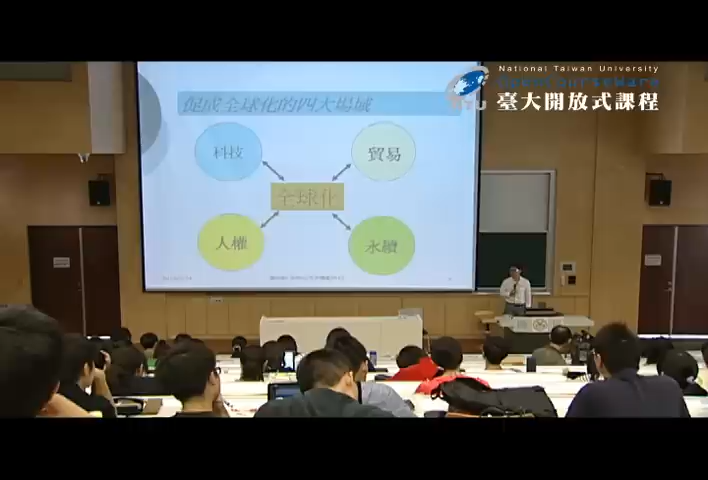 National Taiwan University
OpenCourseWare
臺大開放式課程
NTU
促成全球化的四大場域
科技
貿易
全球化
人權
永續